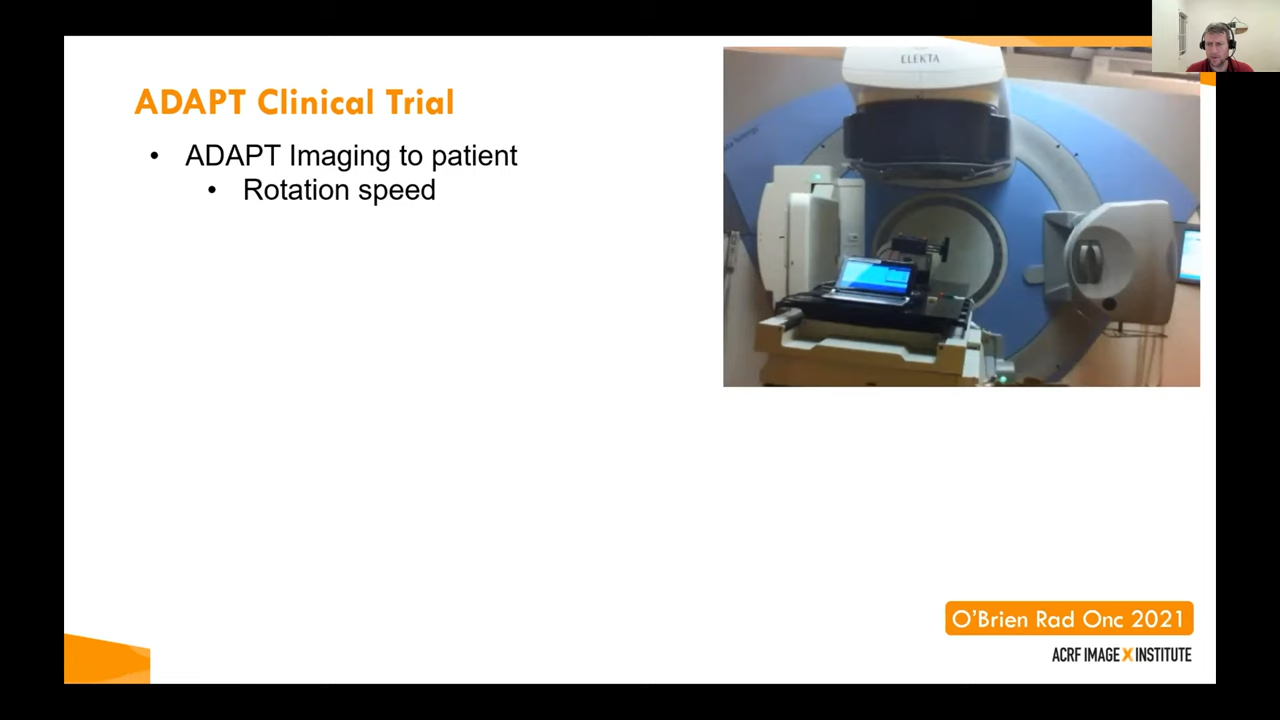 ADAPT Clinical Trial
• ADAPT Imaging to patient
• Rotation speed
ELEKTA
O'Brien Rad Onc 2021
ACRF IMAGE X INSTITUTE